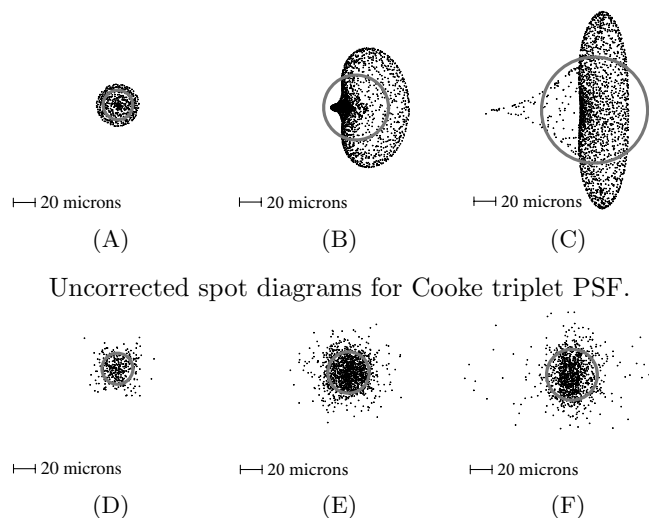 20 microns 20 microns 20 microns
(A) (B) (C)
Uncorrected spot diagrams for Cooke triplet PSF.
20 microns 20 microns 20 microns
(D) (E) (F)